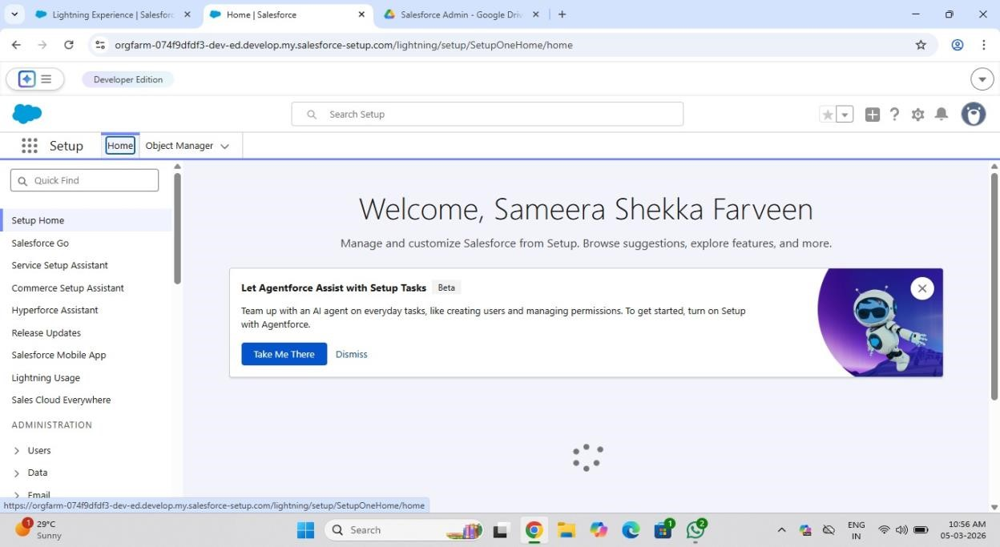 Lightning Experience | Salesforc
Home | Salesforce
Salesforce Admin - Google Driv
orgfarm-074f9dfdf3-dev-ed.develop.my.salesforce-setup.com/lightning/setup/SetupOneHome/home
Developer Edition
Search Setup
Setup
Home
Object Manager
Quick Find
Setup Home
Salesforce Go
Service Setup Assistant
Commerce Setup Assistant
Hyperforce Assistant
Release Updates
Salesforce Mobile App
Lightning Usage
Sales Cloud Everywhere
ADMINISTRATION
Users
Data
Email
Welcome, Sameera Shekka Farveen
Manage and customize Salesforce from Setup. Browse suggestions, explore features, and more.
Let Agentforce Assist with Setup Tasks Beta
Team up with an AI agent on everyday tasks, like creating users and managing permissions. To get started, turn on Setup
with Agentforce.
Take Me There
Dismiss
https://orgfarm-074f9dfdf3-dev-ed.develop.my.salesforce-setup.com/lightning/setup/SetupOneHome/home
1
29°C
Sunny
Search
1
2
ENG
IN
10:56 AM
05-03-2026